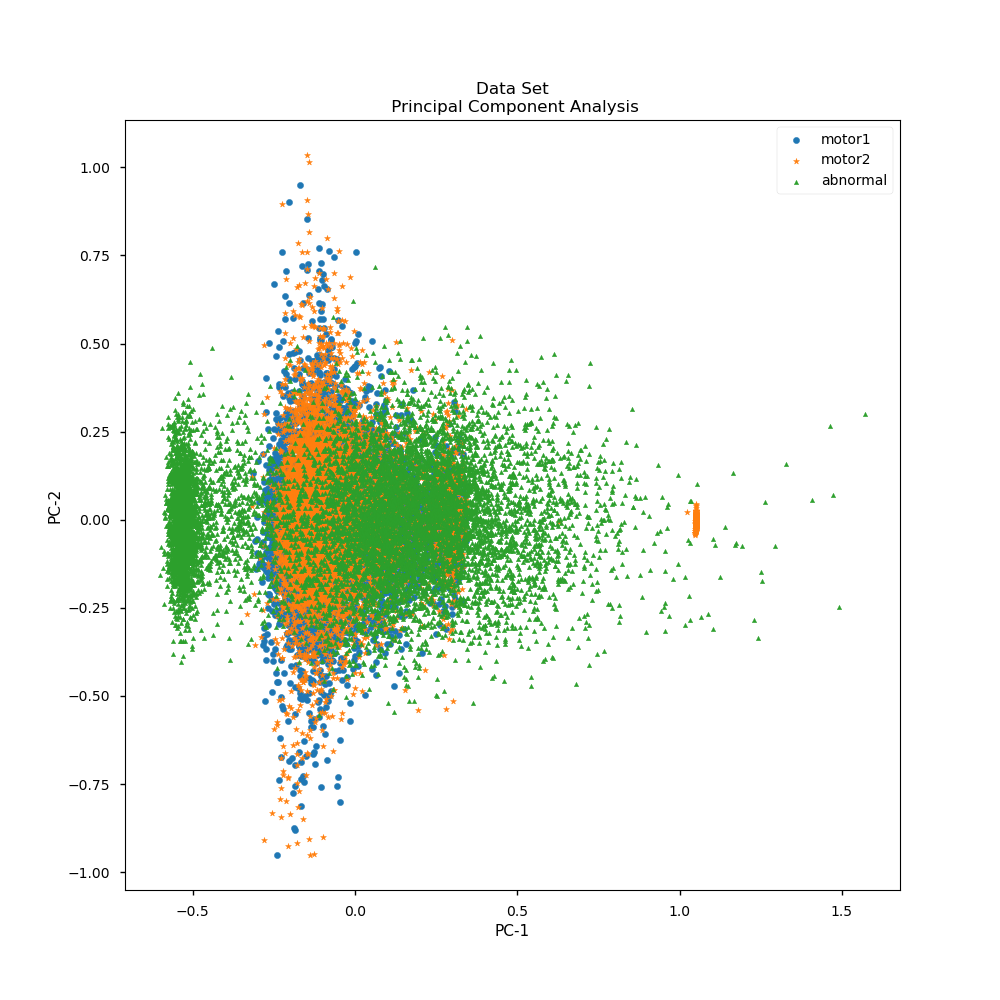 Data Set
Principal Component Analysis
motor1
motor2
abnormal
1.00
0.75
0.50
0.25
0.00
−0.25
−0.50
−0.75
−1.00
PC-2
−0.5
0.0
0.5
1.0
1.5
PC-1